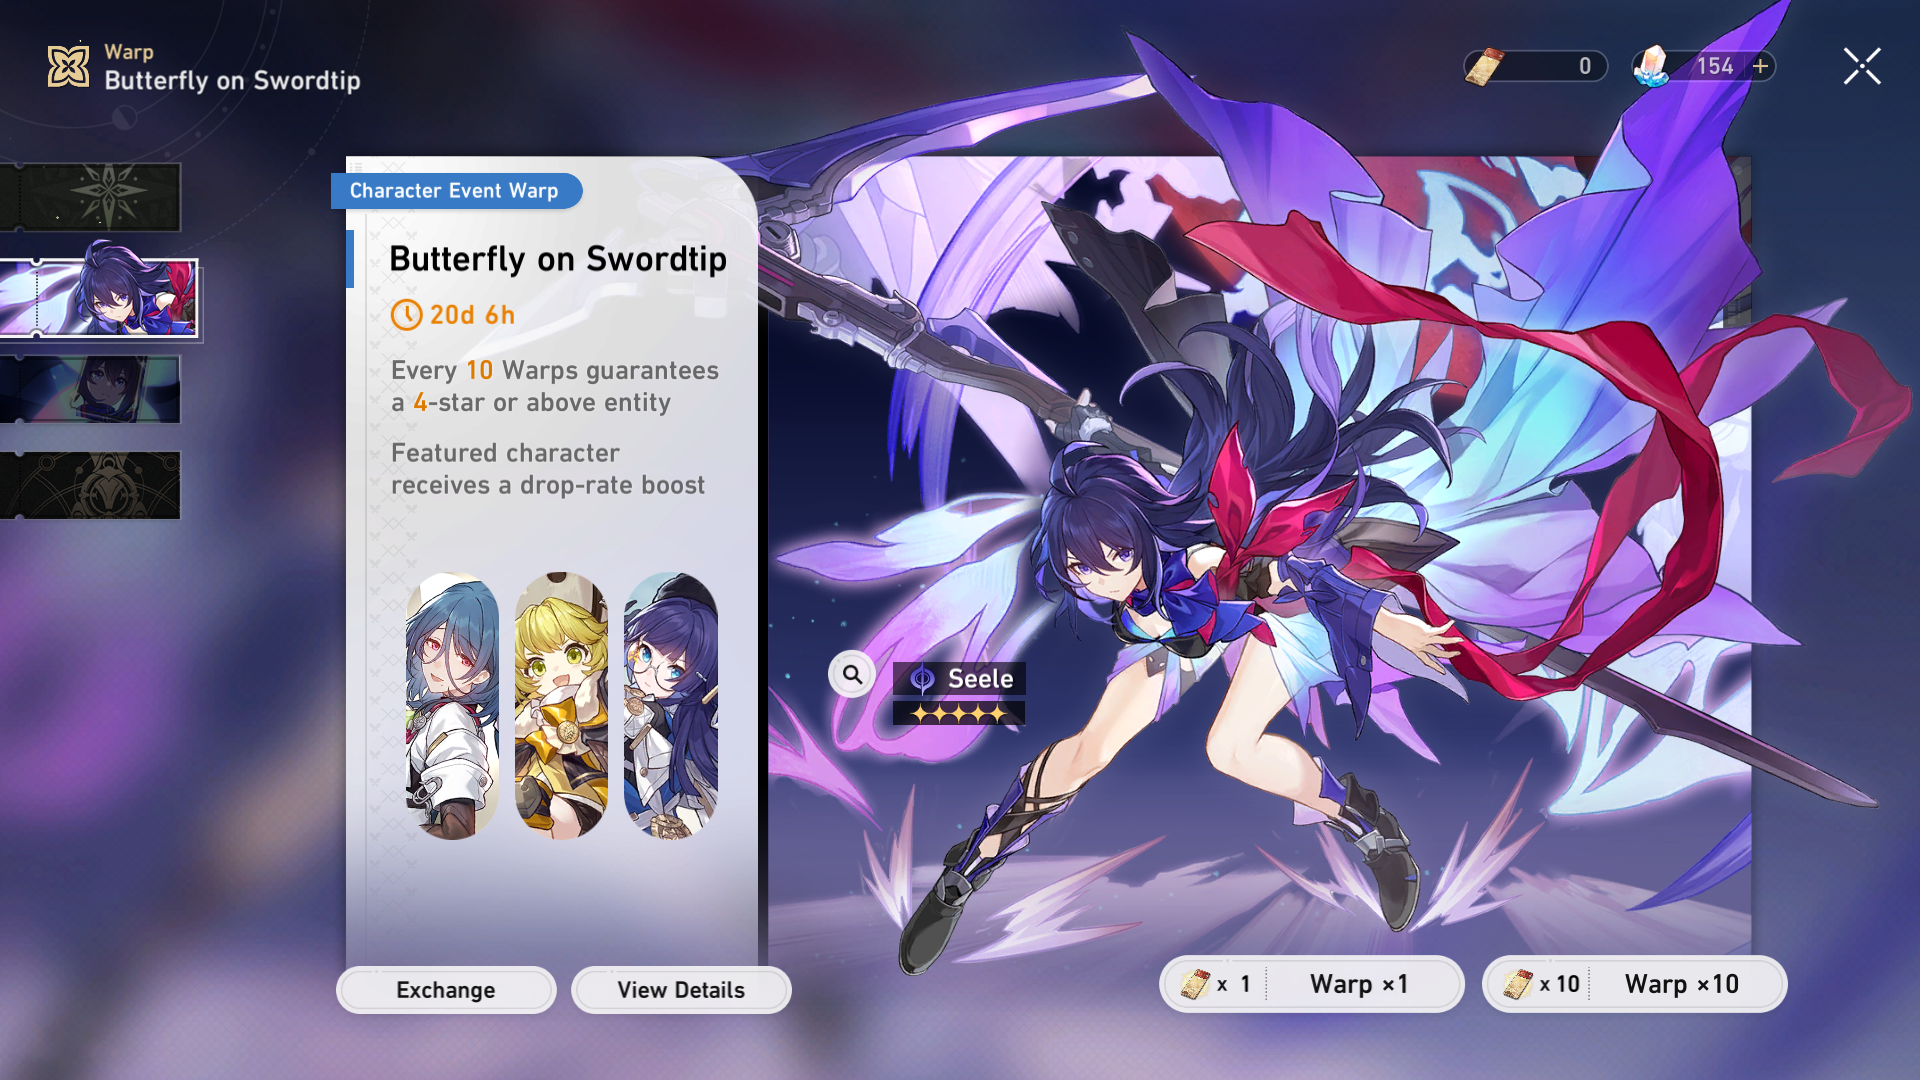 Warp
Butterfly on Swordtip
0
154
Character Event Warp
Butterfly on Swordtip
20d 6h
Every 10 Warps guarantees
a 4-star or above entity
Featured character
receives a drop-rate boost
Seele
Exchange
View Details
x 1
Warp ×1
x 10
Warp ×10